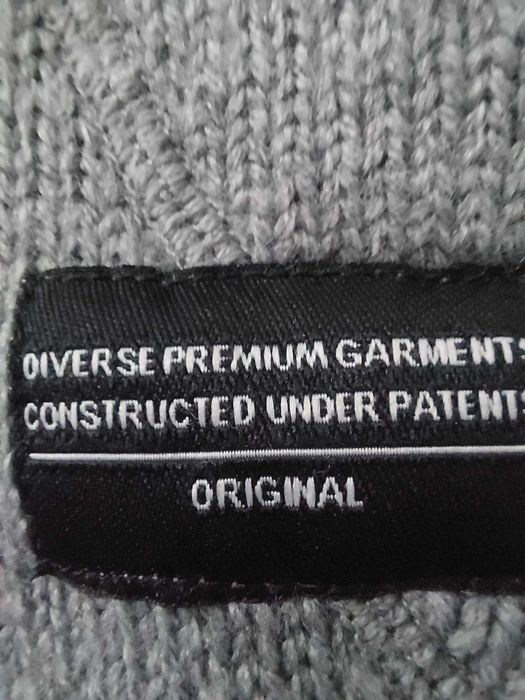 DIVERSE PREMIUM GARMENTS
CONSTRUCTED UNDER PATENTS
ORIGINAL